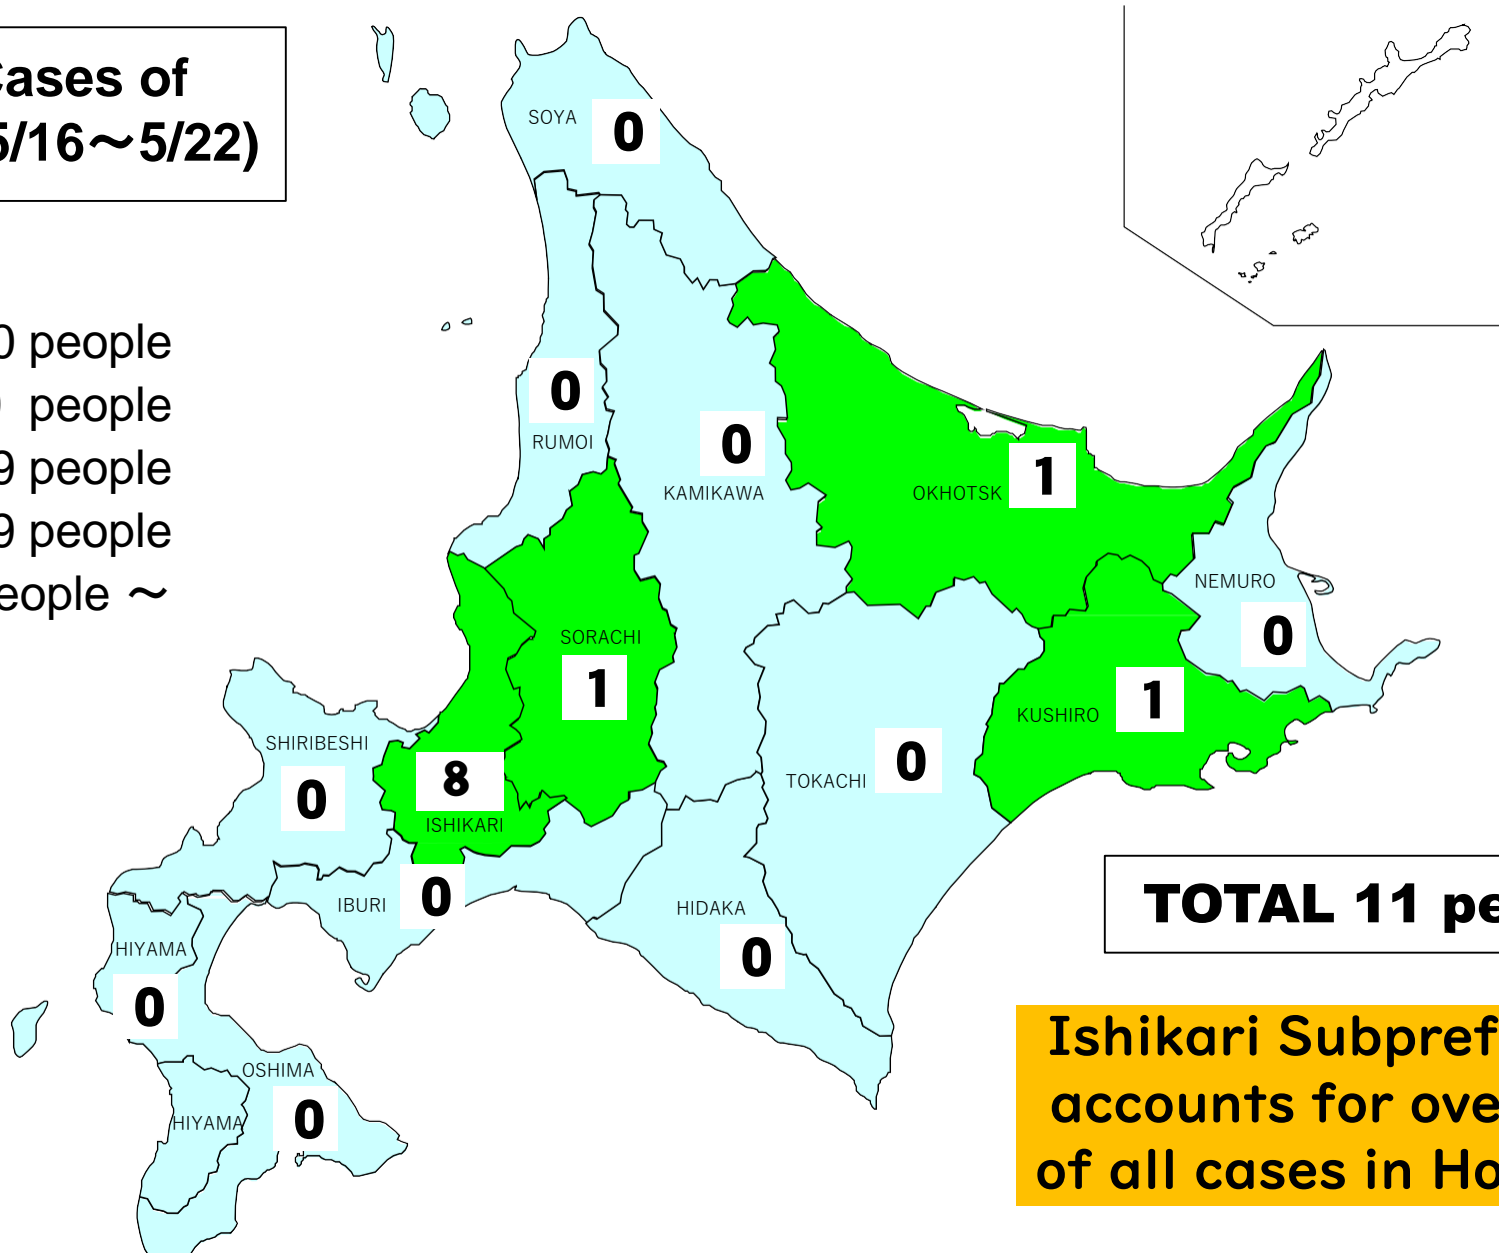 Cases of
5/16～5/22)
0 people
people
9 people
9 people
eople ～
SOYA
0
0
RUMOI
0
KAMIKAWA
OKHOTSK
1
NEMURO
0
SORACHI
1
KUSHIRO
1
SHIRIBESHI
0
8
ISHIKARI
TOKACHI
0
IBURI
0
HIDAKA
0
HIYAMA
0
OSHIMA
0
HIYAMA
TOTAL 11 pe
Ishikari Subpref
accounts for ove
of all cases in Ho